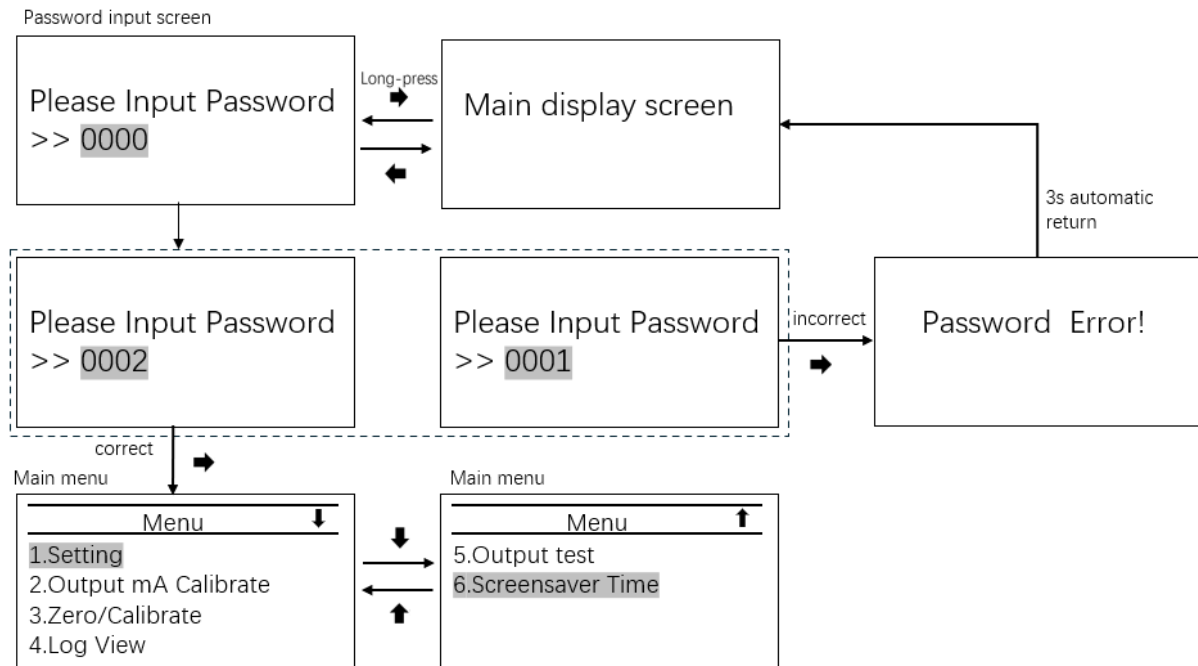 Password input screen
Please Input Password
>> 0000
Long-press
Main display screen
3s automatic
return
Please Input Password
>> 0002
Please Input Password
>> 0001
incorrect
Password Error!
correct
Main menu
Menu
1.Setting
2.Output mA Calibrate
3.Zero/Calibrate
4.Log View
Main menu
Menu
5.Output test
6.Screensaver Time